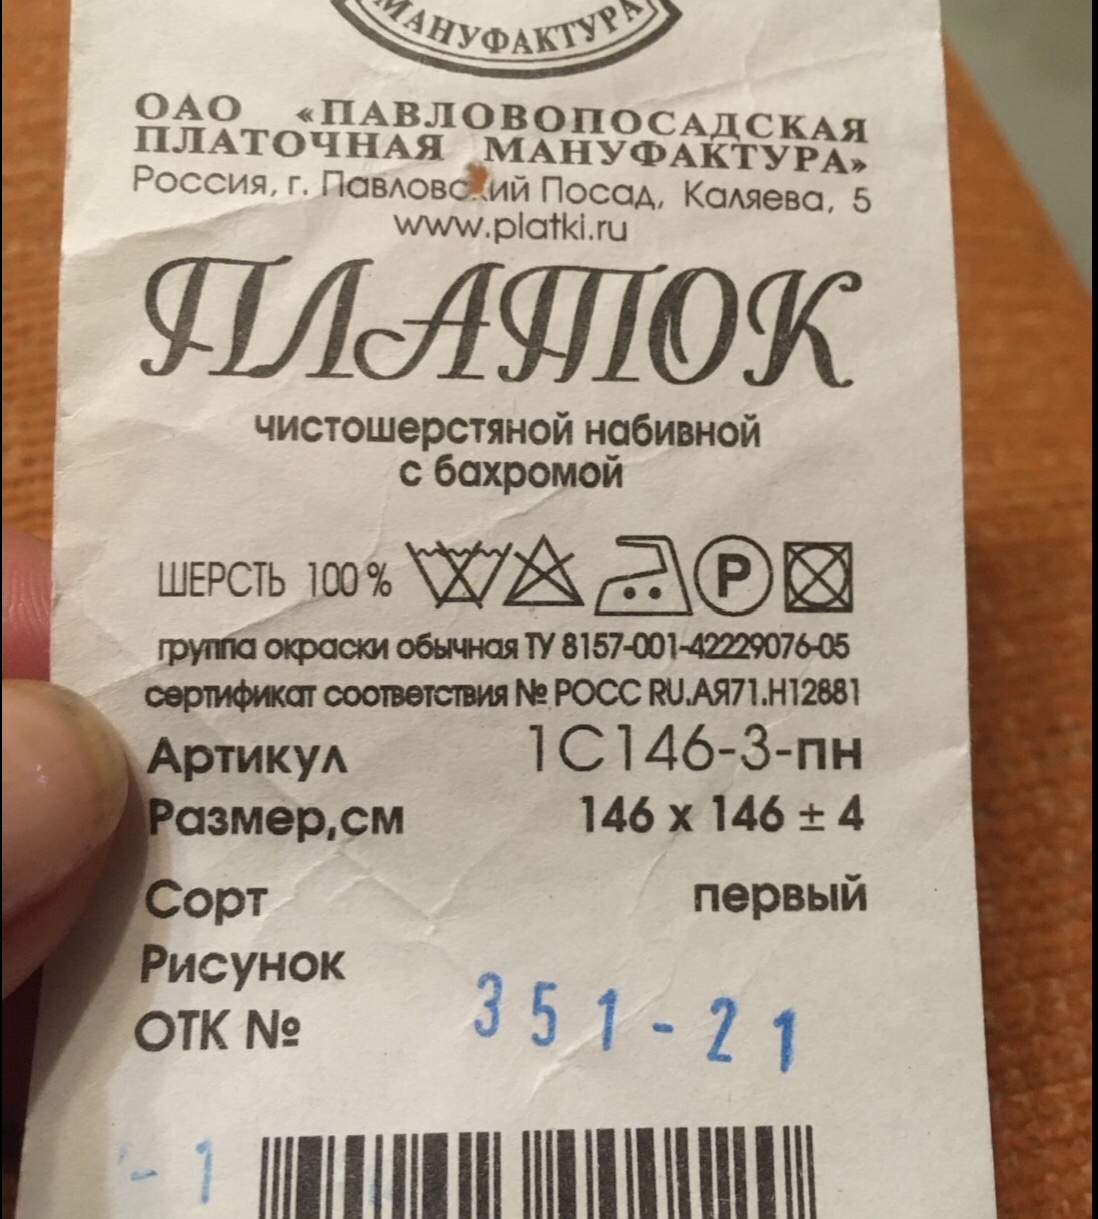 МАНУФАКТУРА
ОАО «ПАВЛОВОПОСАДСКАЯ
ПЛАТОЧНАЯ МАНУФАКТУРА»
Россия, г. Павловский Посад, Каляева, 5
www.platki.ru
ПЛАТОК
чистошерстяной набивной
с бахромой
ШЕРСТЬ 100% P
группа окраски обычная ТУ 8157-001-42229076-05
сертификат соответствия № РОСС RU.АЯ71.Н12881
Артикул 1С146-3-пн
Размер,см 146 х 146 ± 4
Сорт первый
Рисунок
ОТК № 351-21
- 1